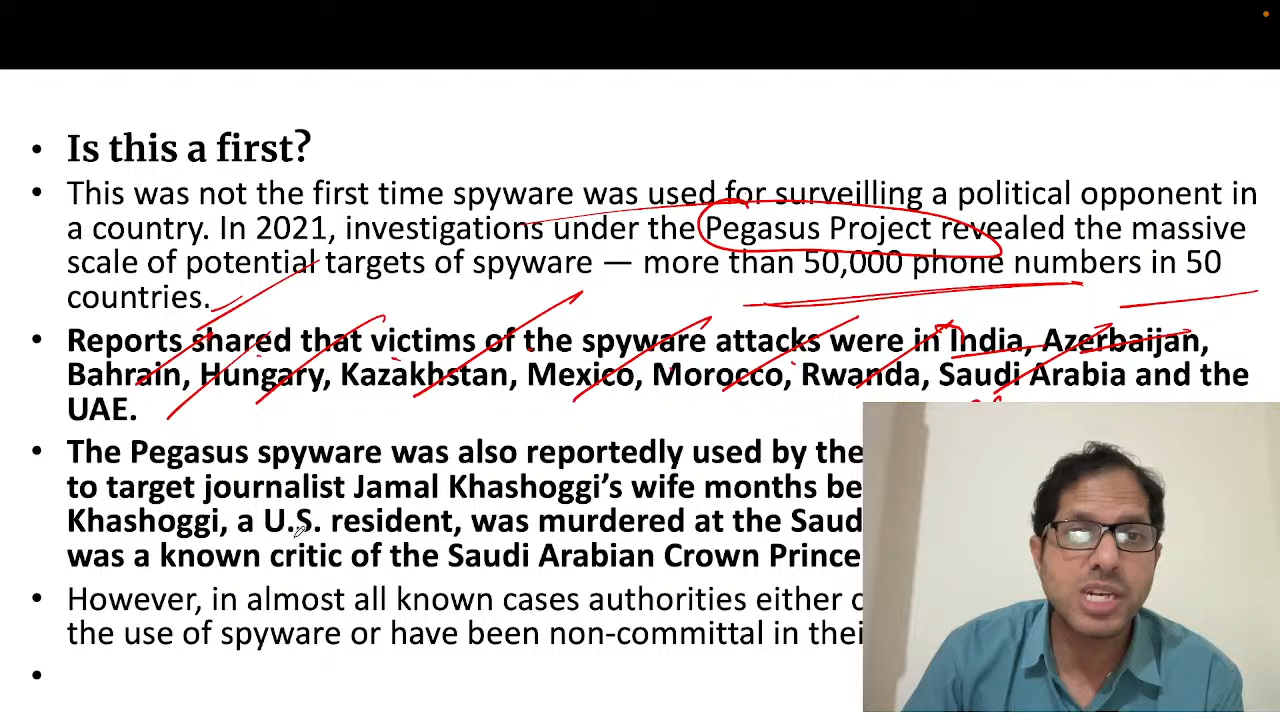 • Is this a first?
• This was not the first time spyware was used for surveilling a political opponent in
a country. In 2021, investigations under the Pegasus Project revealed the massive
scale of potential targets of spyware — more than 50,000 phone numbers in 50
countries.
• Reports shared that victims of the spyware attacks were in India, Azerbaijan,
Bahrain, Hungary, Kazakhstan, Mexico, Morocco, Rwanda, Saudi Arabia and the
UAE.
• The Pegasus spyware was also reportedly used by the
to target journalist Jamal Khashoggi’s wife months be
Khashoggi, a U.S. resident, was murdered at the Saud
was a known critic of the Saudi Arabian Crown Prince
• However, in almost all known cases authorities either
the use of spyware or have been non-committal in thei
•